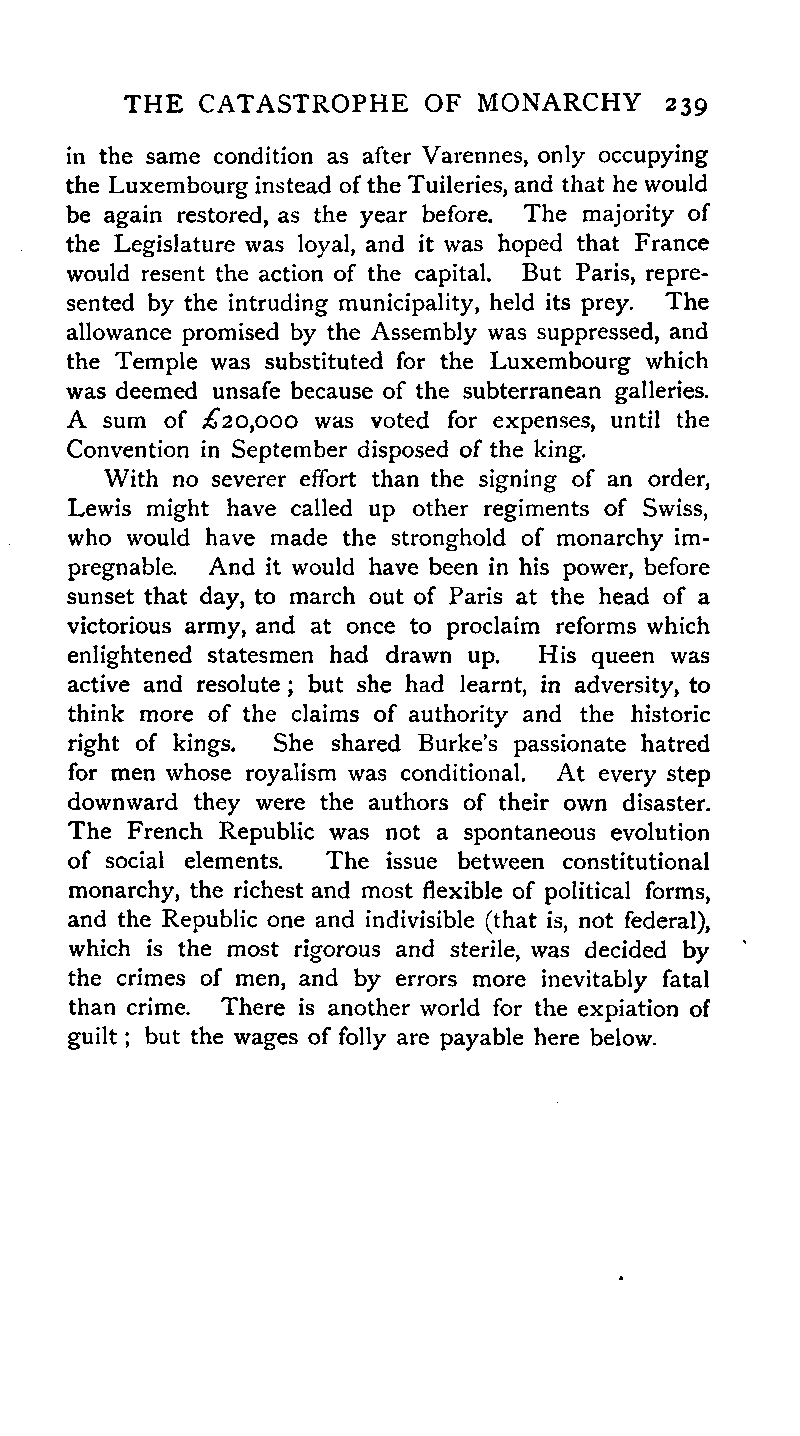 THE CATASTROPHE OF MONARCHY 239
in the same condition as after Varennes, only occupying
the Luxembourg instead of the Tuileries, and that he would
be again restored, as the year before. The majority of
the Legislature was loyal, and it was hoped that France
would resent the action of the capital. But Paris, repre-
sented by the intruding municipality, held its prey. The
allowance promised by the Assembly was suppressed, and
the Temple was substituted for the Luxembourg which
was deemed unsafe because of the subterranean galleries.
A sum of £20,000 was voted for expenses, until the
Convention in September disposed of the king.
With no severer effort than the signing of an order,
Lewis might have called up other regiments of Swiss,
who would have made the stronghold of monarchy im-
pregnable. And it would have been in his power, before
sunset that day, to march out of Paris at the head of a
victorious army, and at once to proclaim reforms which
enlightened statesmen had drawn up. His queen was
active and resolute; but she had learnt, in adversity, to
think more of the claims of authority and the historic
right of kings. She shared Burke's passionate hatred
for men whose royalism was conditional. At every step
downward they were the authors of their own disaster.
The French Republic was not a spontaneous evolution
of social elements. The issue between constitutional
monarchy, the richest and most flexible of political forms,
and the Republic one and indivisible (that is, not federal),
which is the most rigorous and sterile, was decided by
the crimes of men, and by errors more inevitably fatal
than crime. There is another world for the expiation of
guilt; but the wages of folly are payable here below.